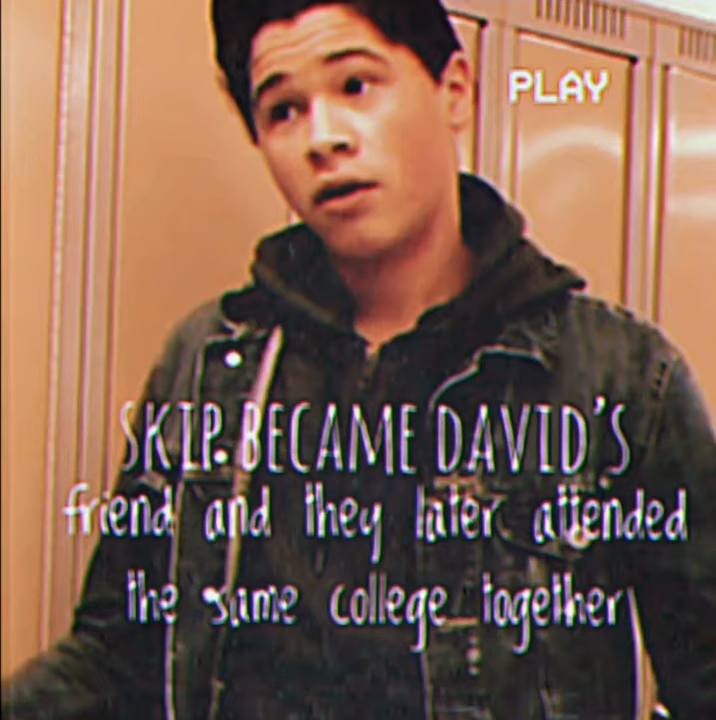 PLAY
SKIP BECAME DAVID'S
friend and they later attended
the same college together